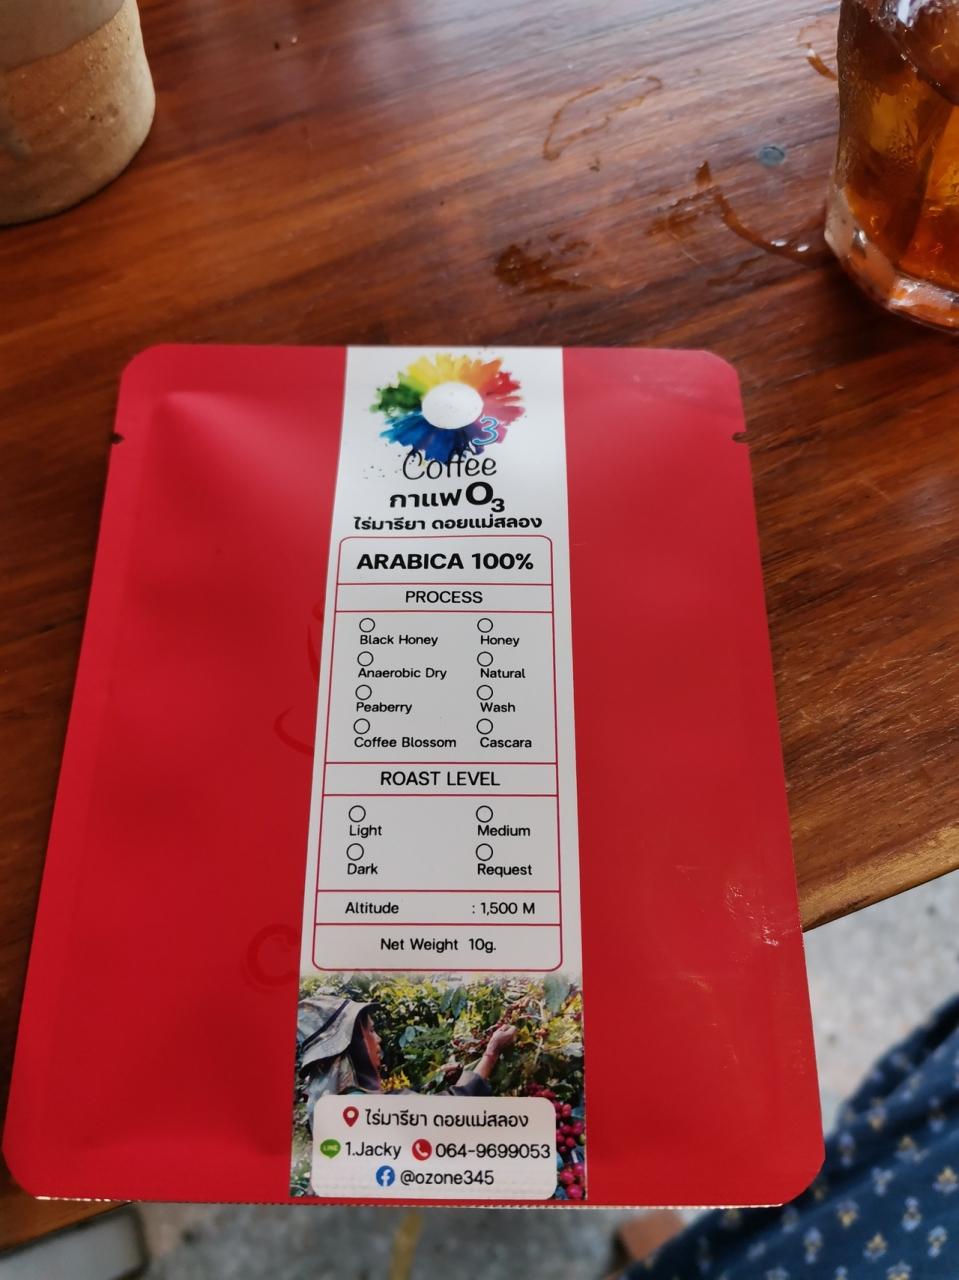 3
Coffee
กาแฟ O3
ไร่มารียา ดอยแม่สลอง
ARABICA 100%
PROCESS
Black Honey Honey
Anaerobic Dry Natural
Peaberry Wash
Coffee Blossom Cascara
ROAST LEVEL
Light Medium
Dark Request
Altitude : 1,500 M
Net Weight 10g.
ไร่มารียา ดอยแม่สลอง
LINE 1.Jacky 064-9699053
@ozone345